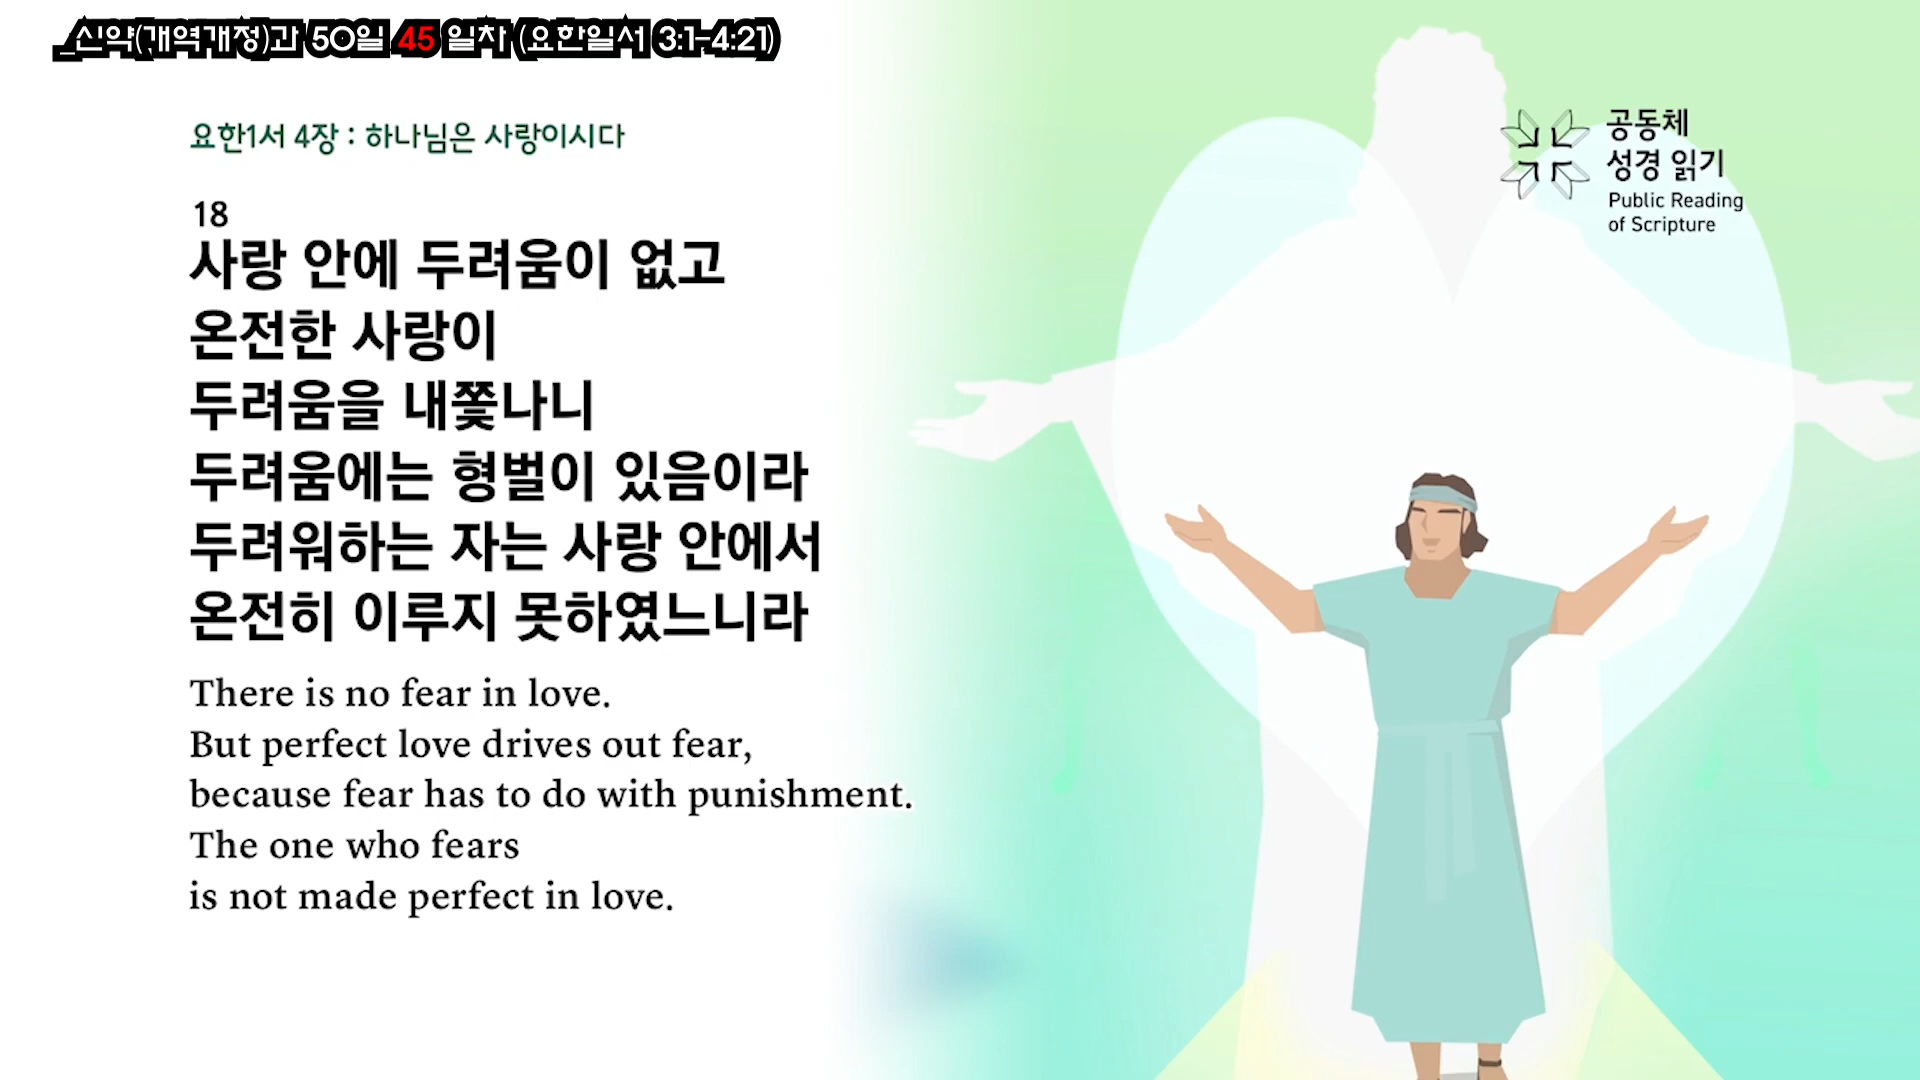 _신약(개역개정)과 50일 45 일차 (요한일서 3:1-4:21)
요한1서 4장 : 하나님은 사랑이시다
공동체
성경 읽기
Public Reading
of Scripture
18
사랑 안에 두려움이 없고
온전한 사랑이
두려움을 내쫓나니
두려움에는 형벌이 있음이라
두려워하는 자는 사랑 안에서
온전히 이루지 못하였느니라
There is no fear in love.
But perfect love drives out fear,
because fear has to do with punishment.
The one who fears
is not made perfect in love.